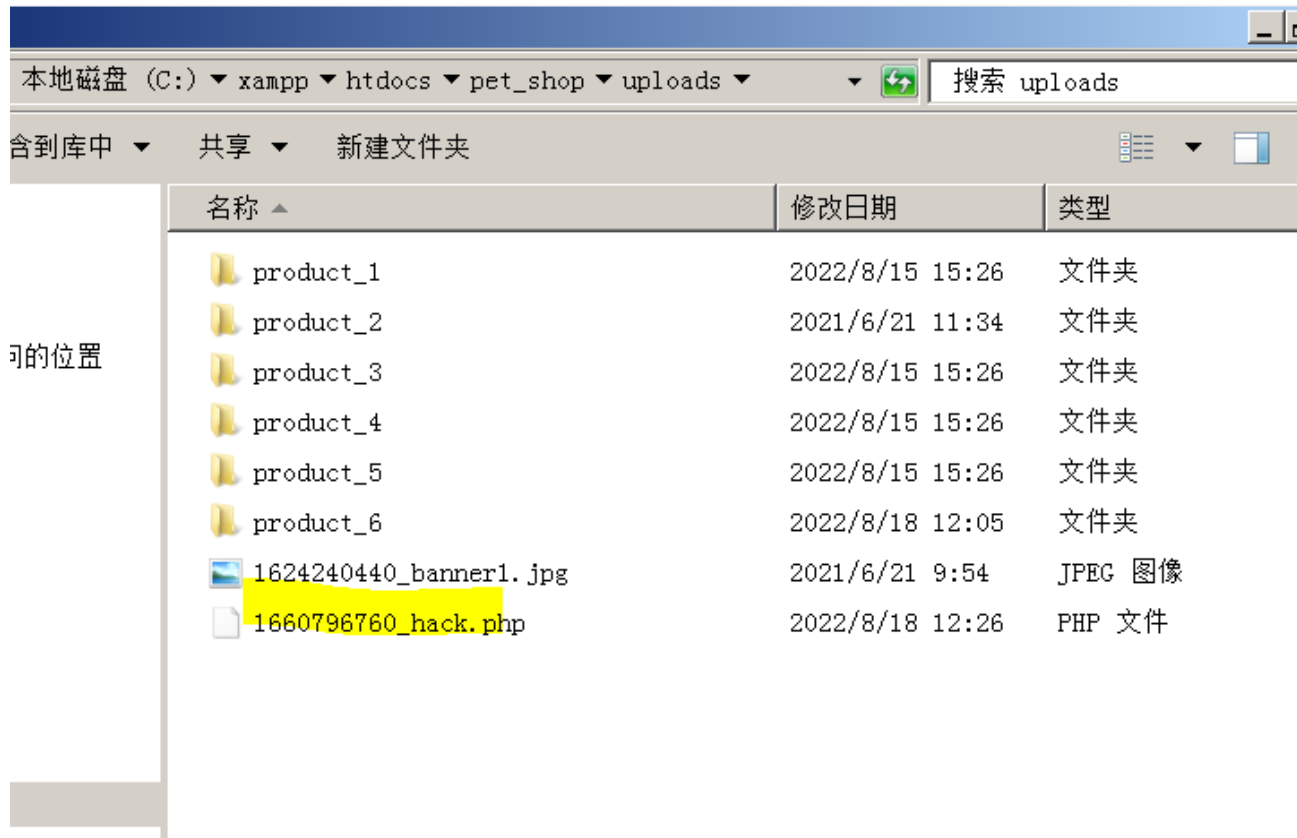 本地磁盘 (C:) xampp htdocs pet_shop uploads 搜索 uploads
含到库中 共享 新建文件夹
名称 修改日期 类型
product_1 2022/8/15 15:26 文件夹
product_2 2021/6/21 11:34 文件夹
问的位置
product_3 2022/8/15 15:26 文件夹
product_4 2022/8/15 15:26 文件夹
product_5 2022/8/15 15:26 文件夹
product_6 2022/8/18 12:05 文件夹
1624240440_banner1.jpg 2021/6/21 9:54 JPEG 图像
1660796760_hack.php 2022/8/18 12:26 PHP 文件